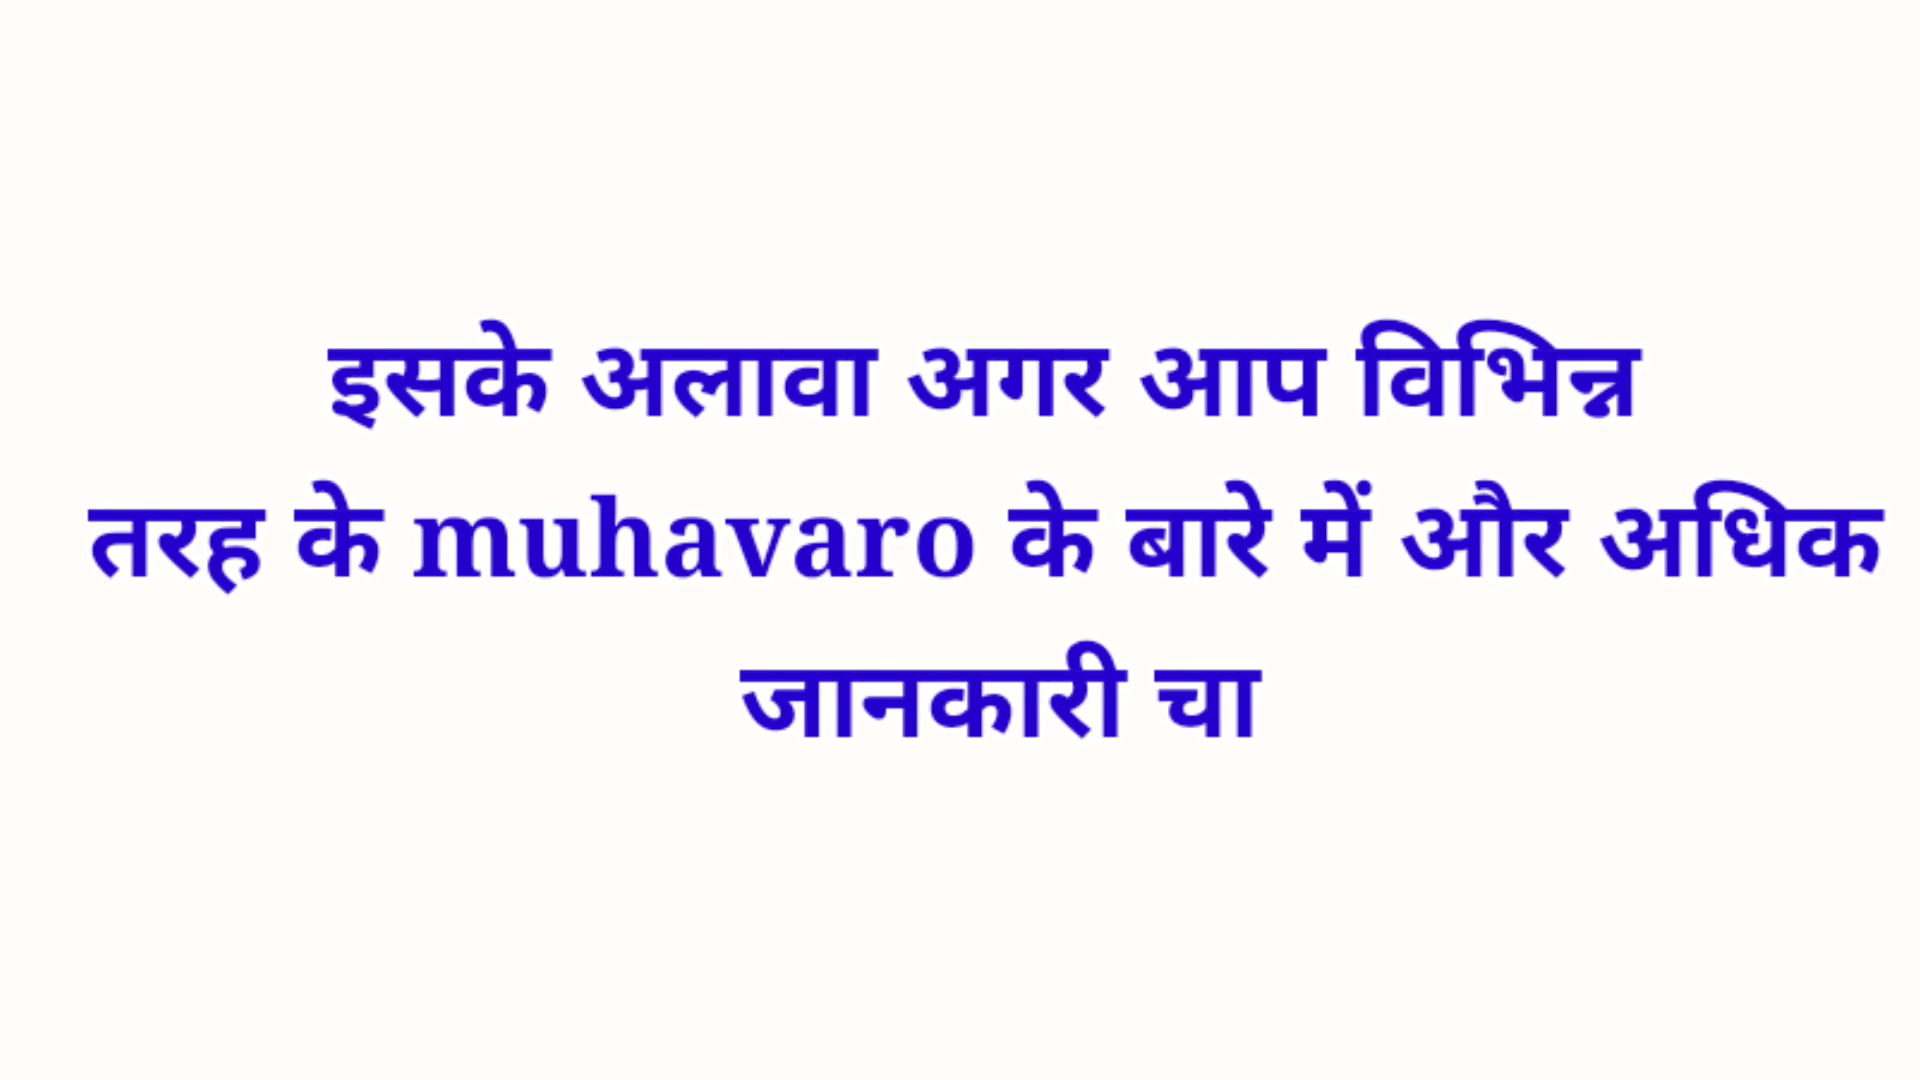 इसके अलावा अगर आप विभिन्न
तरह के muhavaro के बारे में और अधिक
जानकारी चा